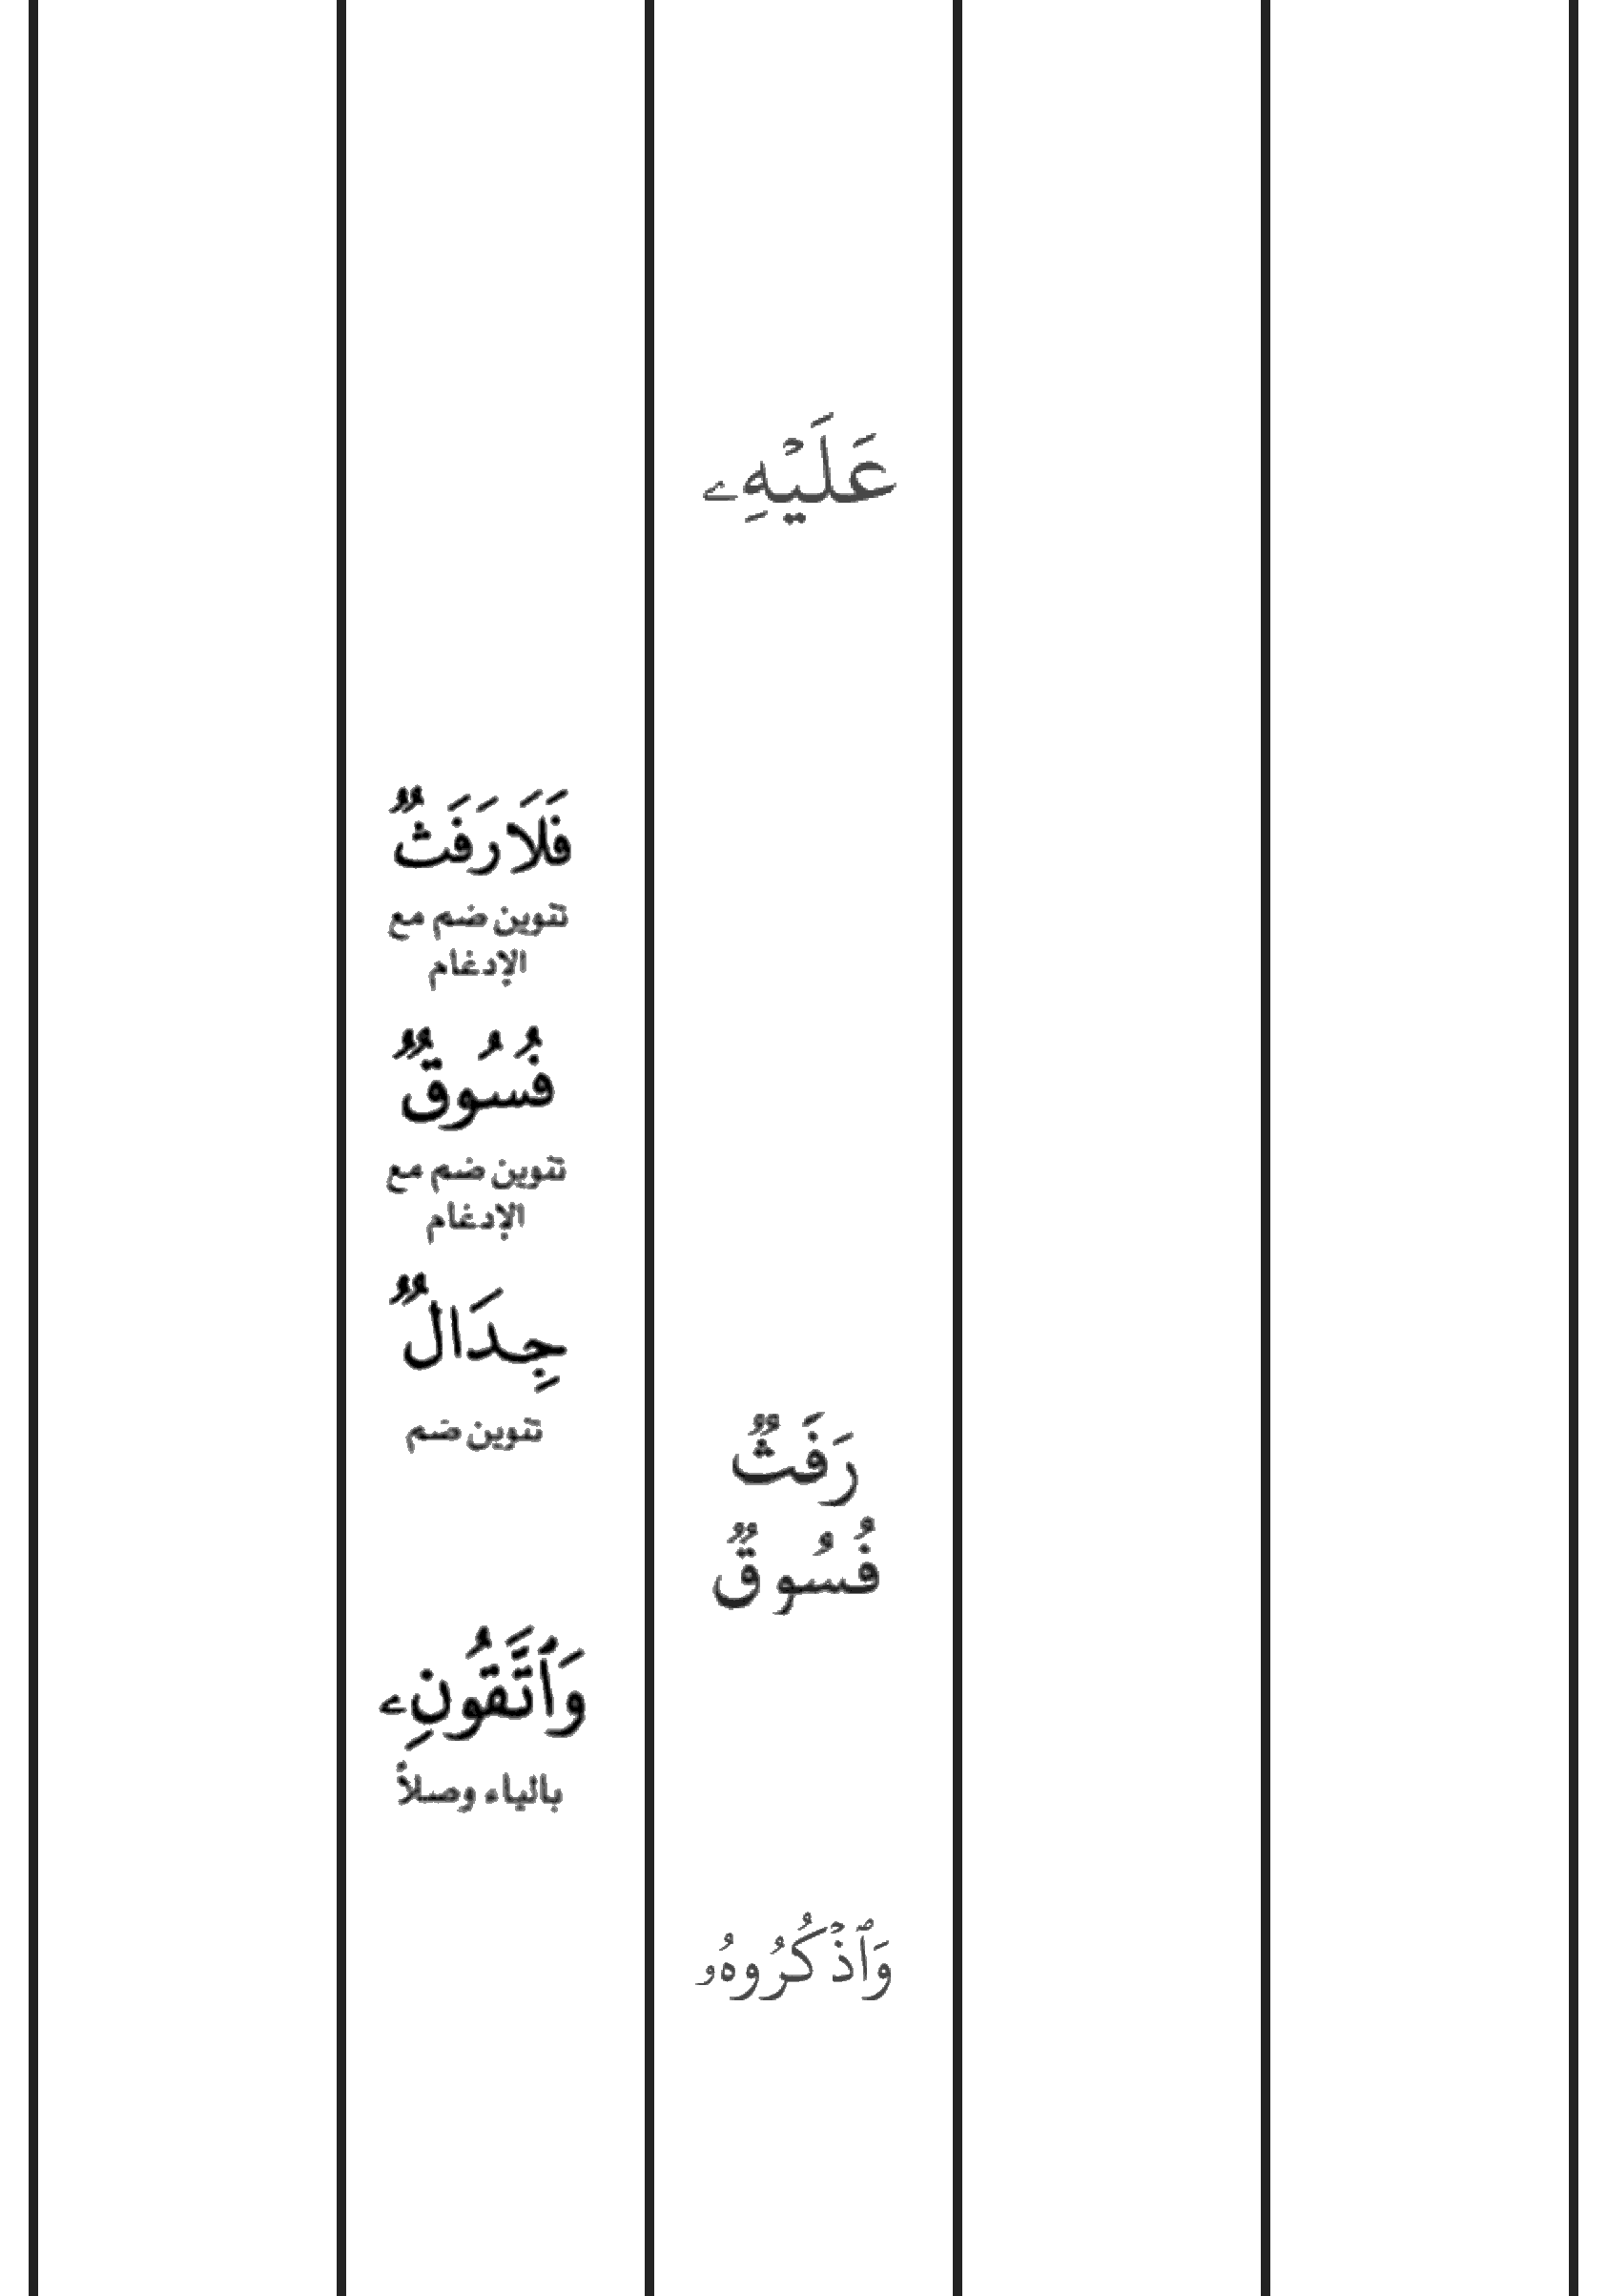 عَلَيْهِۦ
رَفَثٌ
فُسُوقٌ
وَٱذْكُرُوهُۥ
فَلَا رَفَثٌ
تنوين ضم مع
الإدغام
فُسُوقٌ
تنوين ضم مع
الإدغام
جِدَالٌ
تنوين ضم
وَٱتَّقُونِۦ
بالياء وصلاً